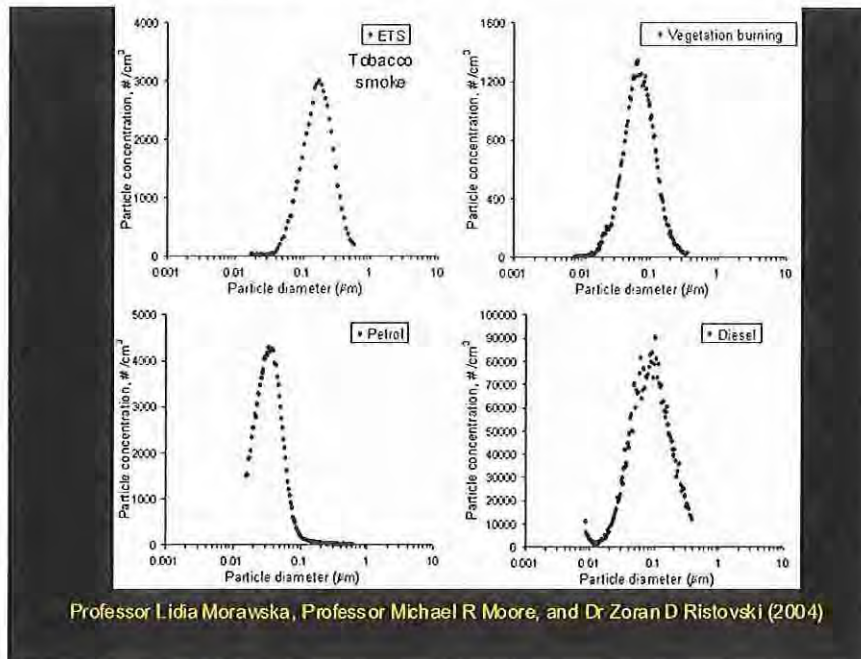 4000
3000
2000
1000
0
Particle concentration, #/cm³
ETS
Tobacco
smoke
0.001 0.01 0.1 1 10
Particle diameter (μm)
1600
1200
800
400
0
Particle concentration, #/cm³
Vegetation burning
0.001 0.01 0.1 1 10
Particle diameter (μm)
5000
4000
3000
2000
1000
0
Particle concentration, #/cm³
Petrol
0.001 0.01 0.1 1 10
Particle diameter (μm)
100000
90000
80000
70000
60000
50000
40000
30000
20000
10000
0
Particle concentration, #/cm³
Diesel
0.001 0.01 0.1 1 10
Particle diameter (μm)
Professor Lidia Morawska, Professor Michael R Moore, and Dr Zoran D Ristovski (2004)